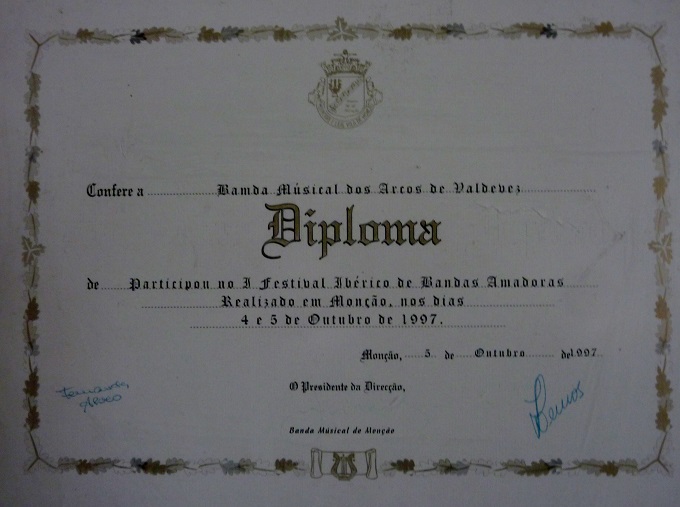 Confere a Bamda Músical dos Arcos de Valdevez
Diploma
de Participou no I Festival Ibérico de Bandas Amadoras
Realizado em Monção, nos dias
4 e 5 de Outubro de 1997.
Monção, 5 de Outubro de 1997
O Presidente da Direcção,
Banda Músical de Monção